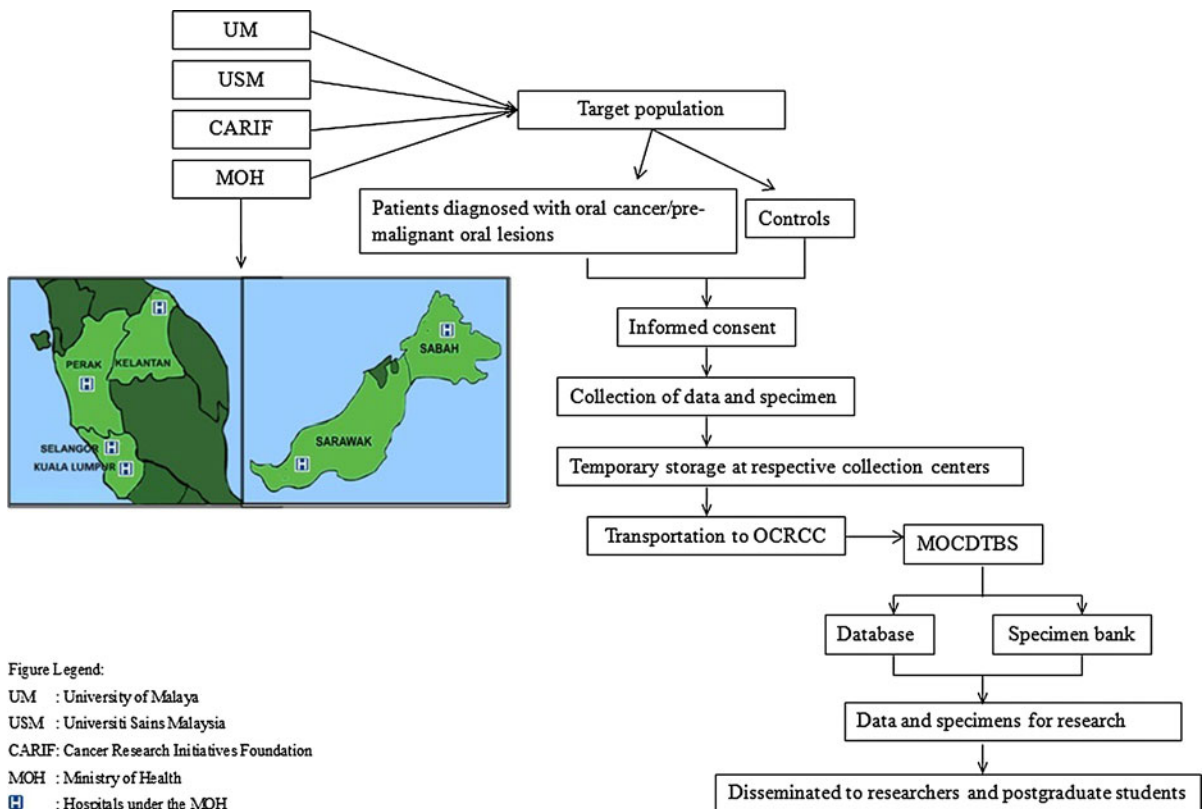 UM
USM
CARIF
MOH
Target population
Patients diagnosed with oral cancer/pre-
malignant oral lesions
Controls
PERAK
KELANTAN
SELANGOR
KUALA LUMPUR
SABAH
SARAWAK
H
H
H
H
H
H
Informed consent
Collection of data and specimen
Temporary storage at respective collection centers
Transportation to OCRCC
MOCDTBS
Database
Specimen bank
Data and specimens for research
Disseminated to researchers and postgraduate students
Figure Legend:
UM : University of Malaya
USM : Universiti Sains Malaysia
CARIF: Cancer Research Initiatives Foundation
MOH : Ministry of Health
H : Hospitals under the MOH